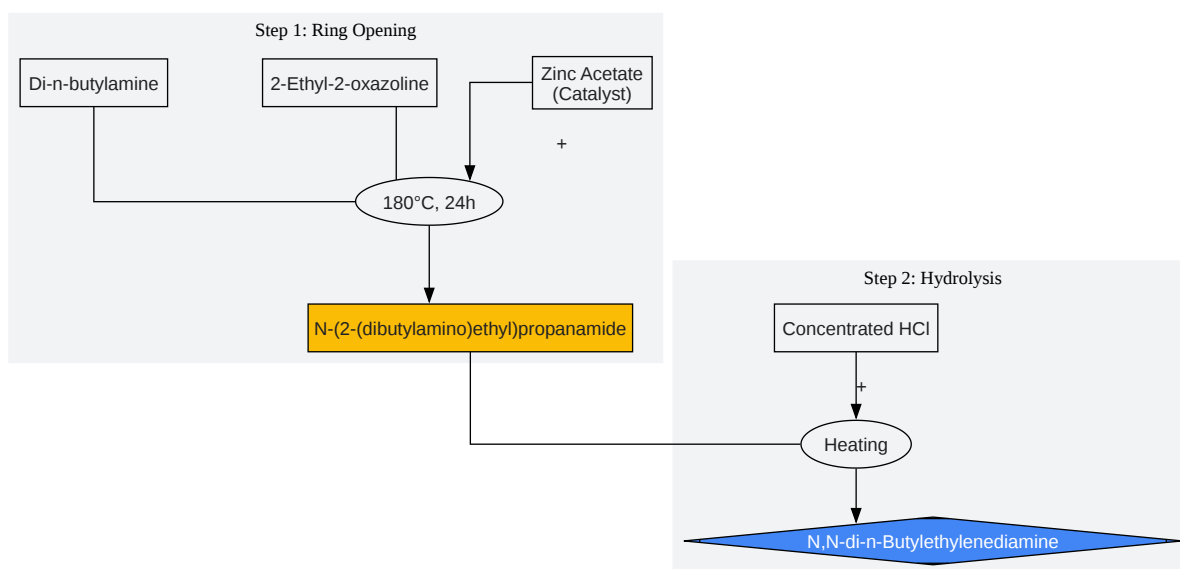 Step 1: Ring Opening
Di-n-butylamine
2-Ethyl-2-oxazoline
Zinc Acetate
(Catalyst)
+
180°C, 24h
N-(2-(dibutylamino)ethyl)propanamide
Step 2: Hydrolysis
Concentrated HCl
+
Heating
N,N-di-n-Butylethylenediamine